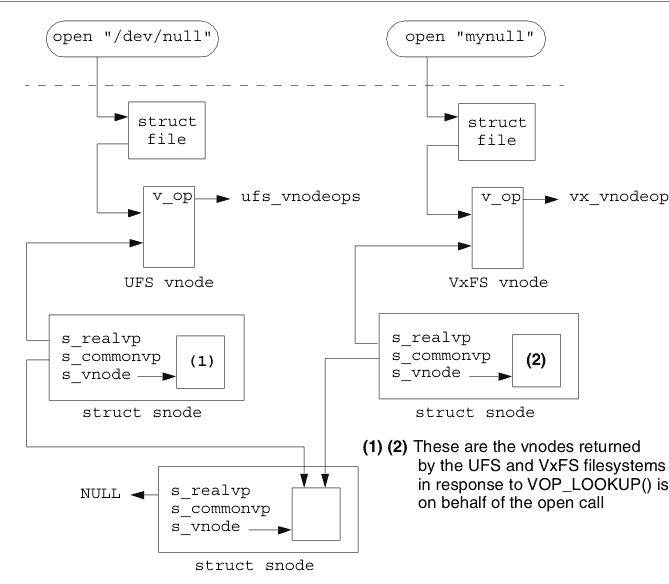 open "/dev/null"
open "mynull"
struct
file
struct
file
v_op
ufs_vnodeops
v_op
vx_vnodeop
UFS vnode
VxFS vnode
s_realvp
s_commonvp
s_vnode
(1)
struct snode
s_realvp
s_commonvp
s_vnode
(2)
struct snode
(1) (2) These are the vnodes returned
by the UFS and VxFS filesystems
in response to VOP_LOOKUP() is
on behalf of the open call
NULL
s_realvp
s_commonvp
s_vnode
struct snode